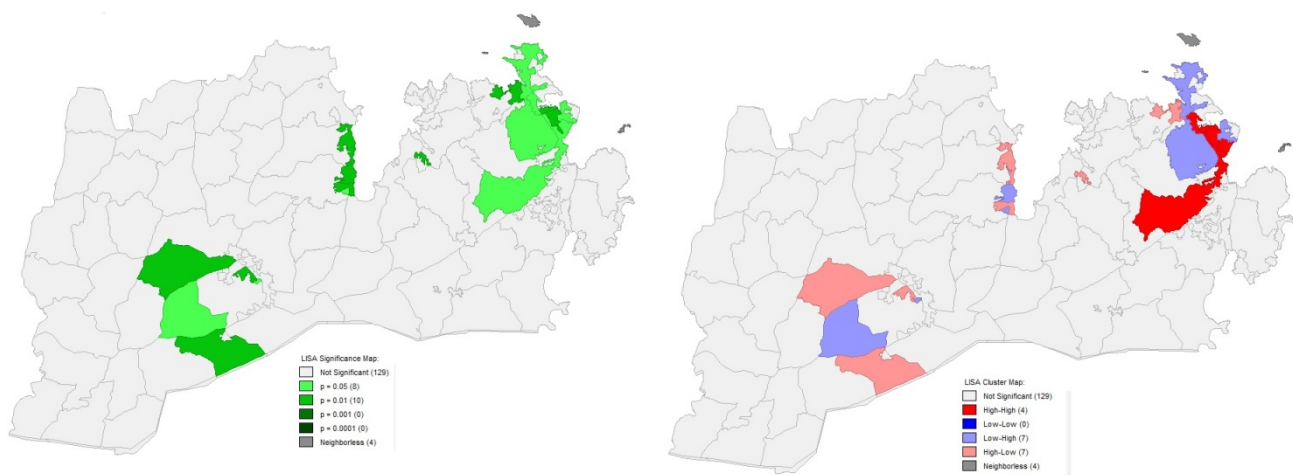 LISA Significance Map:
Not Significant (129)
p = 0.05 (8)
p = 0.01 (10)
p = 0.001 (0)
p = 0.0001 (0)
Neighborless (4)
LISA Cluster Map:
Not Significant (129)
High-High (4)
Low-Low (0)
Low-High (7)
High-Low (7)
Neighborless (4)